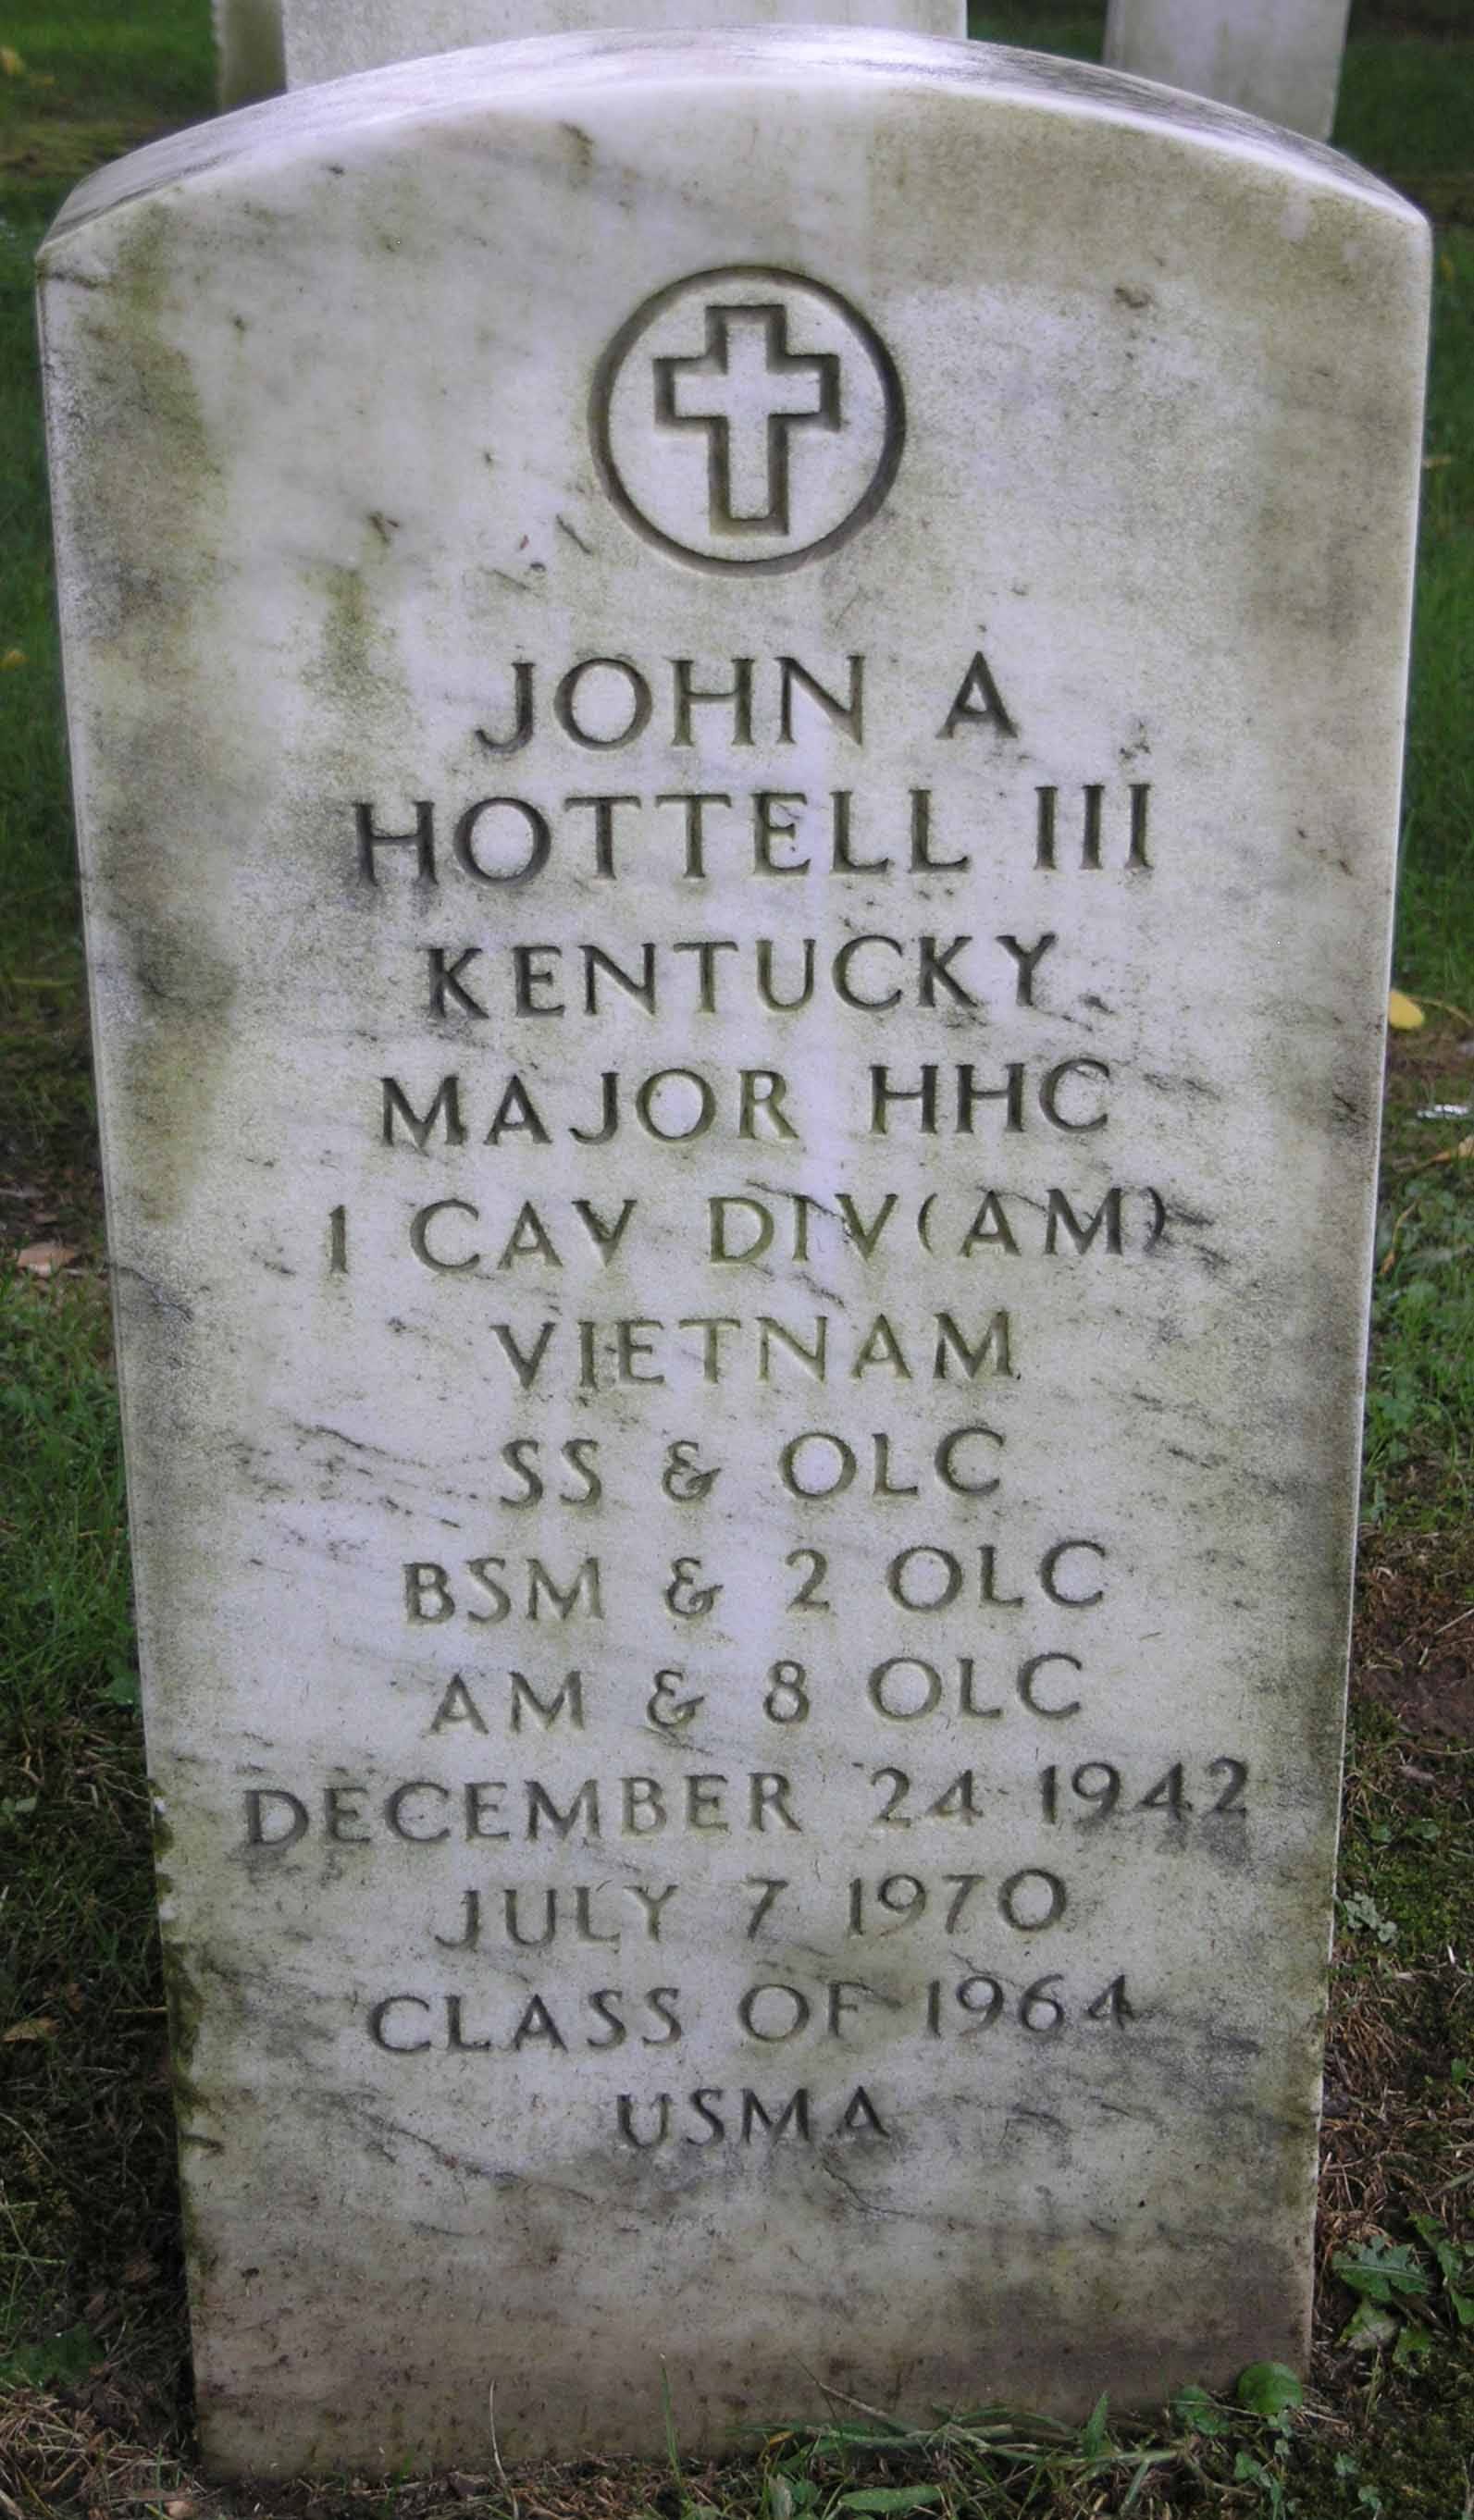 JOHN A
HOTTELL III
KENTUCKY
MAJOR HHC
1 CAV DIV (AM)
VIETNAM
SS & OLC
BSM & 2 OLC
AM & 8 OLC
DECEMBER 24 1942
JULY 7 1970
CLASS OF 1964
USMA